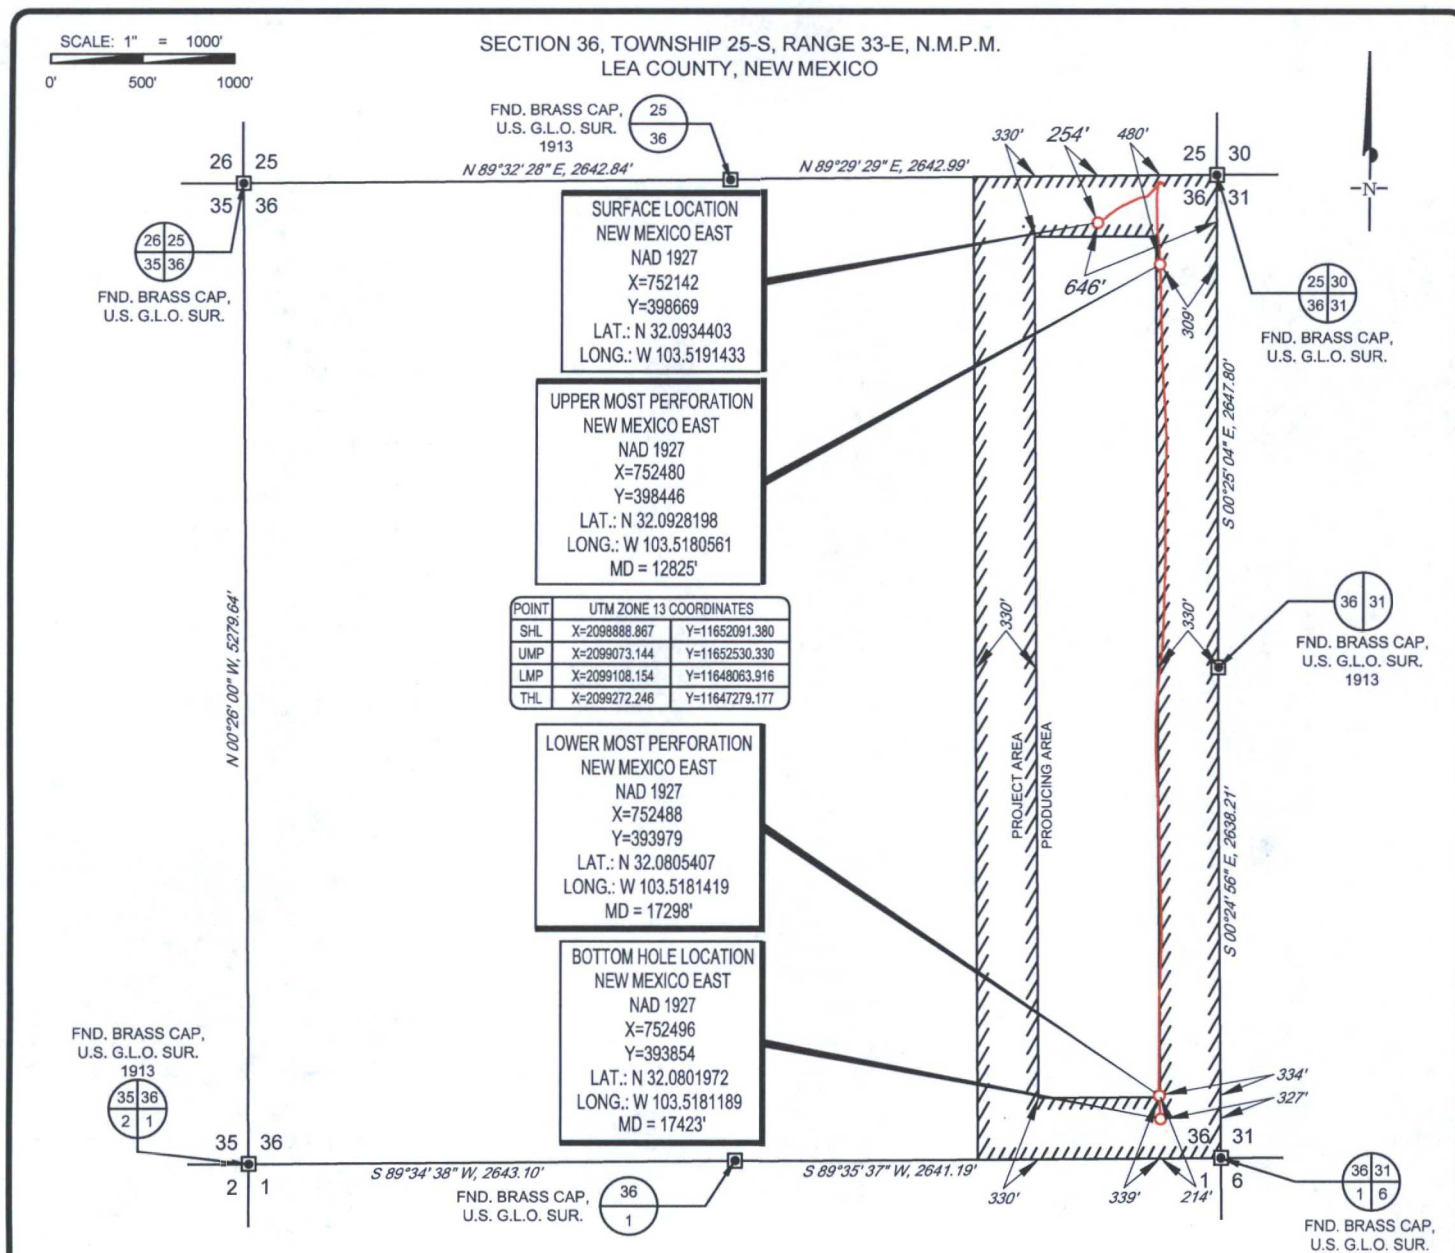 SCALE: 1" = 1000'
0' 500' 1000'
SECTION 36, TOWNSHIP 25-S, RANGE 33-E, N.M.P.M.
LEA COUNTY, NEW MEXICO
FND. BRASS CAP,
U.S. G.L.O. SUR.
1913
25
36
26 25
35 36
N 89°32' 28" E, 2642.84'
N 89°29' 29" E, 2642.99'
330'
254'
480'
25 30
36 31
-N-
26 25
35 36
FND. BRASS CAP,
U.S. G.L.O. SUR.
SURFACE LOCATION
NEW MEXICO EAST
NAD 1927
X=752142
Y=398669
LAT.: N 32.0934403
LONG.: W 103.5191433
646'
309'
25 30
36 31
FND. BRASS CAP,
U.S. G.L.O. SUR.
UPPER MOST PERFORATION
NEW MEXICO EAST
NAD 1927
X=752480
Y=398446
LAT.: N 32.0928198
LONG.: W 103.5180561
MD = 12825'
S 00°25' 04" E, 2647.80'
N 00°26' 00" W, 5279.64'
POINT UTM ZONE 13 COORDINATES
SHL X=2098888.867 Y=11652091.380
UMP X=2099073.144 Y=11652530.330
LMP X=2099108.154 Y=11648063.916
THL X=2099272.246 Y=11647279.177
330'
330'
36 31
FND. BRASS CAP,
U.S. G.L.O. SUR.
1913
LOWER MOST PERFORATION
NEW MEXICO EAST
NAD 1927
X=752488
Y=393979
LAT.: N 32.0805407
LONG.: W 103.5181419
MD = 17298'
PROJECT AREA
PRODUCING AREA
S 00°24' 56" E, 2638.21'
BOTTOM HOLE LOCATION
NEW MEXICO EAST
NAD 1927
X=752496
Y=393854
LAT.: N 32.0801972
LONG.: W 103.5181189
MD = 17423'
FND. BRASS CAP,
U.S. G.L.O. SUR.
1913
35 36
2 1
334'
327'
35 36
2 1
S 89°34' 38" W, 2643.10'
S 89°35' 37" W, 2641.19'
36 31
1 6
330'
339'
214'
FND. BRASS CAP,
U.S. G.L.O. SUR.
36
1
36 31
1 6
FND. BRASS CAP,
U.S. G.L.O. SUR.